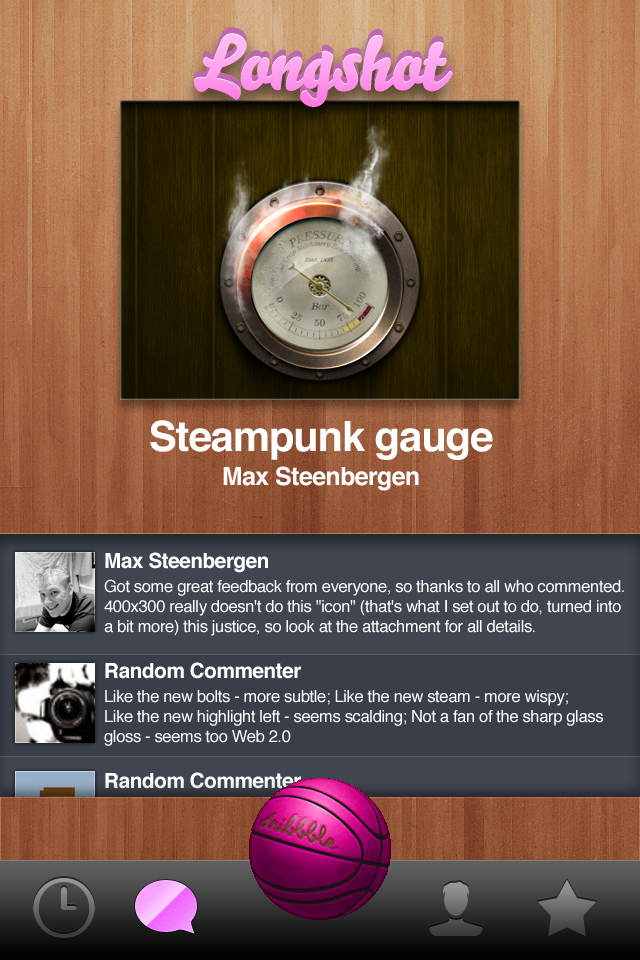 Longshot
PRESSURE
Estd. 1885
Bar
0 25 50 75 100
Steampunk gauge
Max Steenbergen
Max Steenbergen
Got some great feedback from everyone, so thanks to all who commented.
400x300 really doesn't do this "icon" (that's what I set out to do, turned into
a bit more) this justice, so look at the attachment for all details.
Random Commenter
Like the new bolts - more subtle; Like the new steam - more wispy;
Like the new highlight left - seems scalding; Not a fan of the sharp glass
gloss - seems too Web 2.0
Random Commenter
dribbble